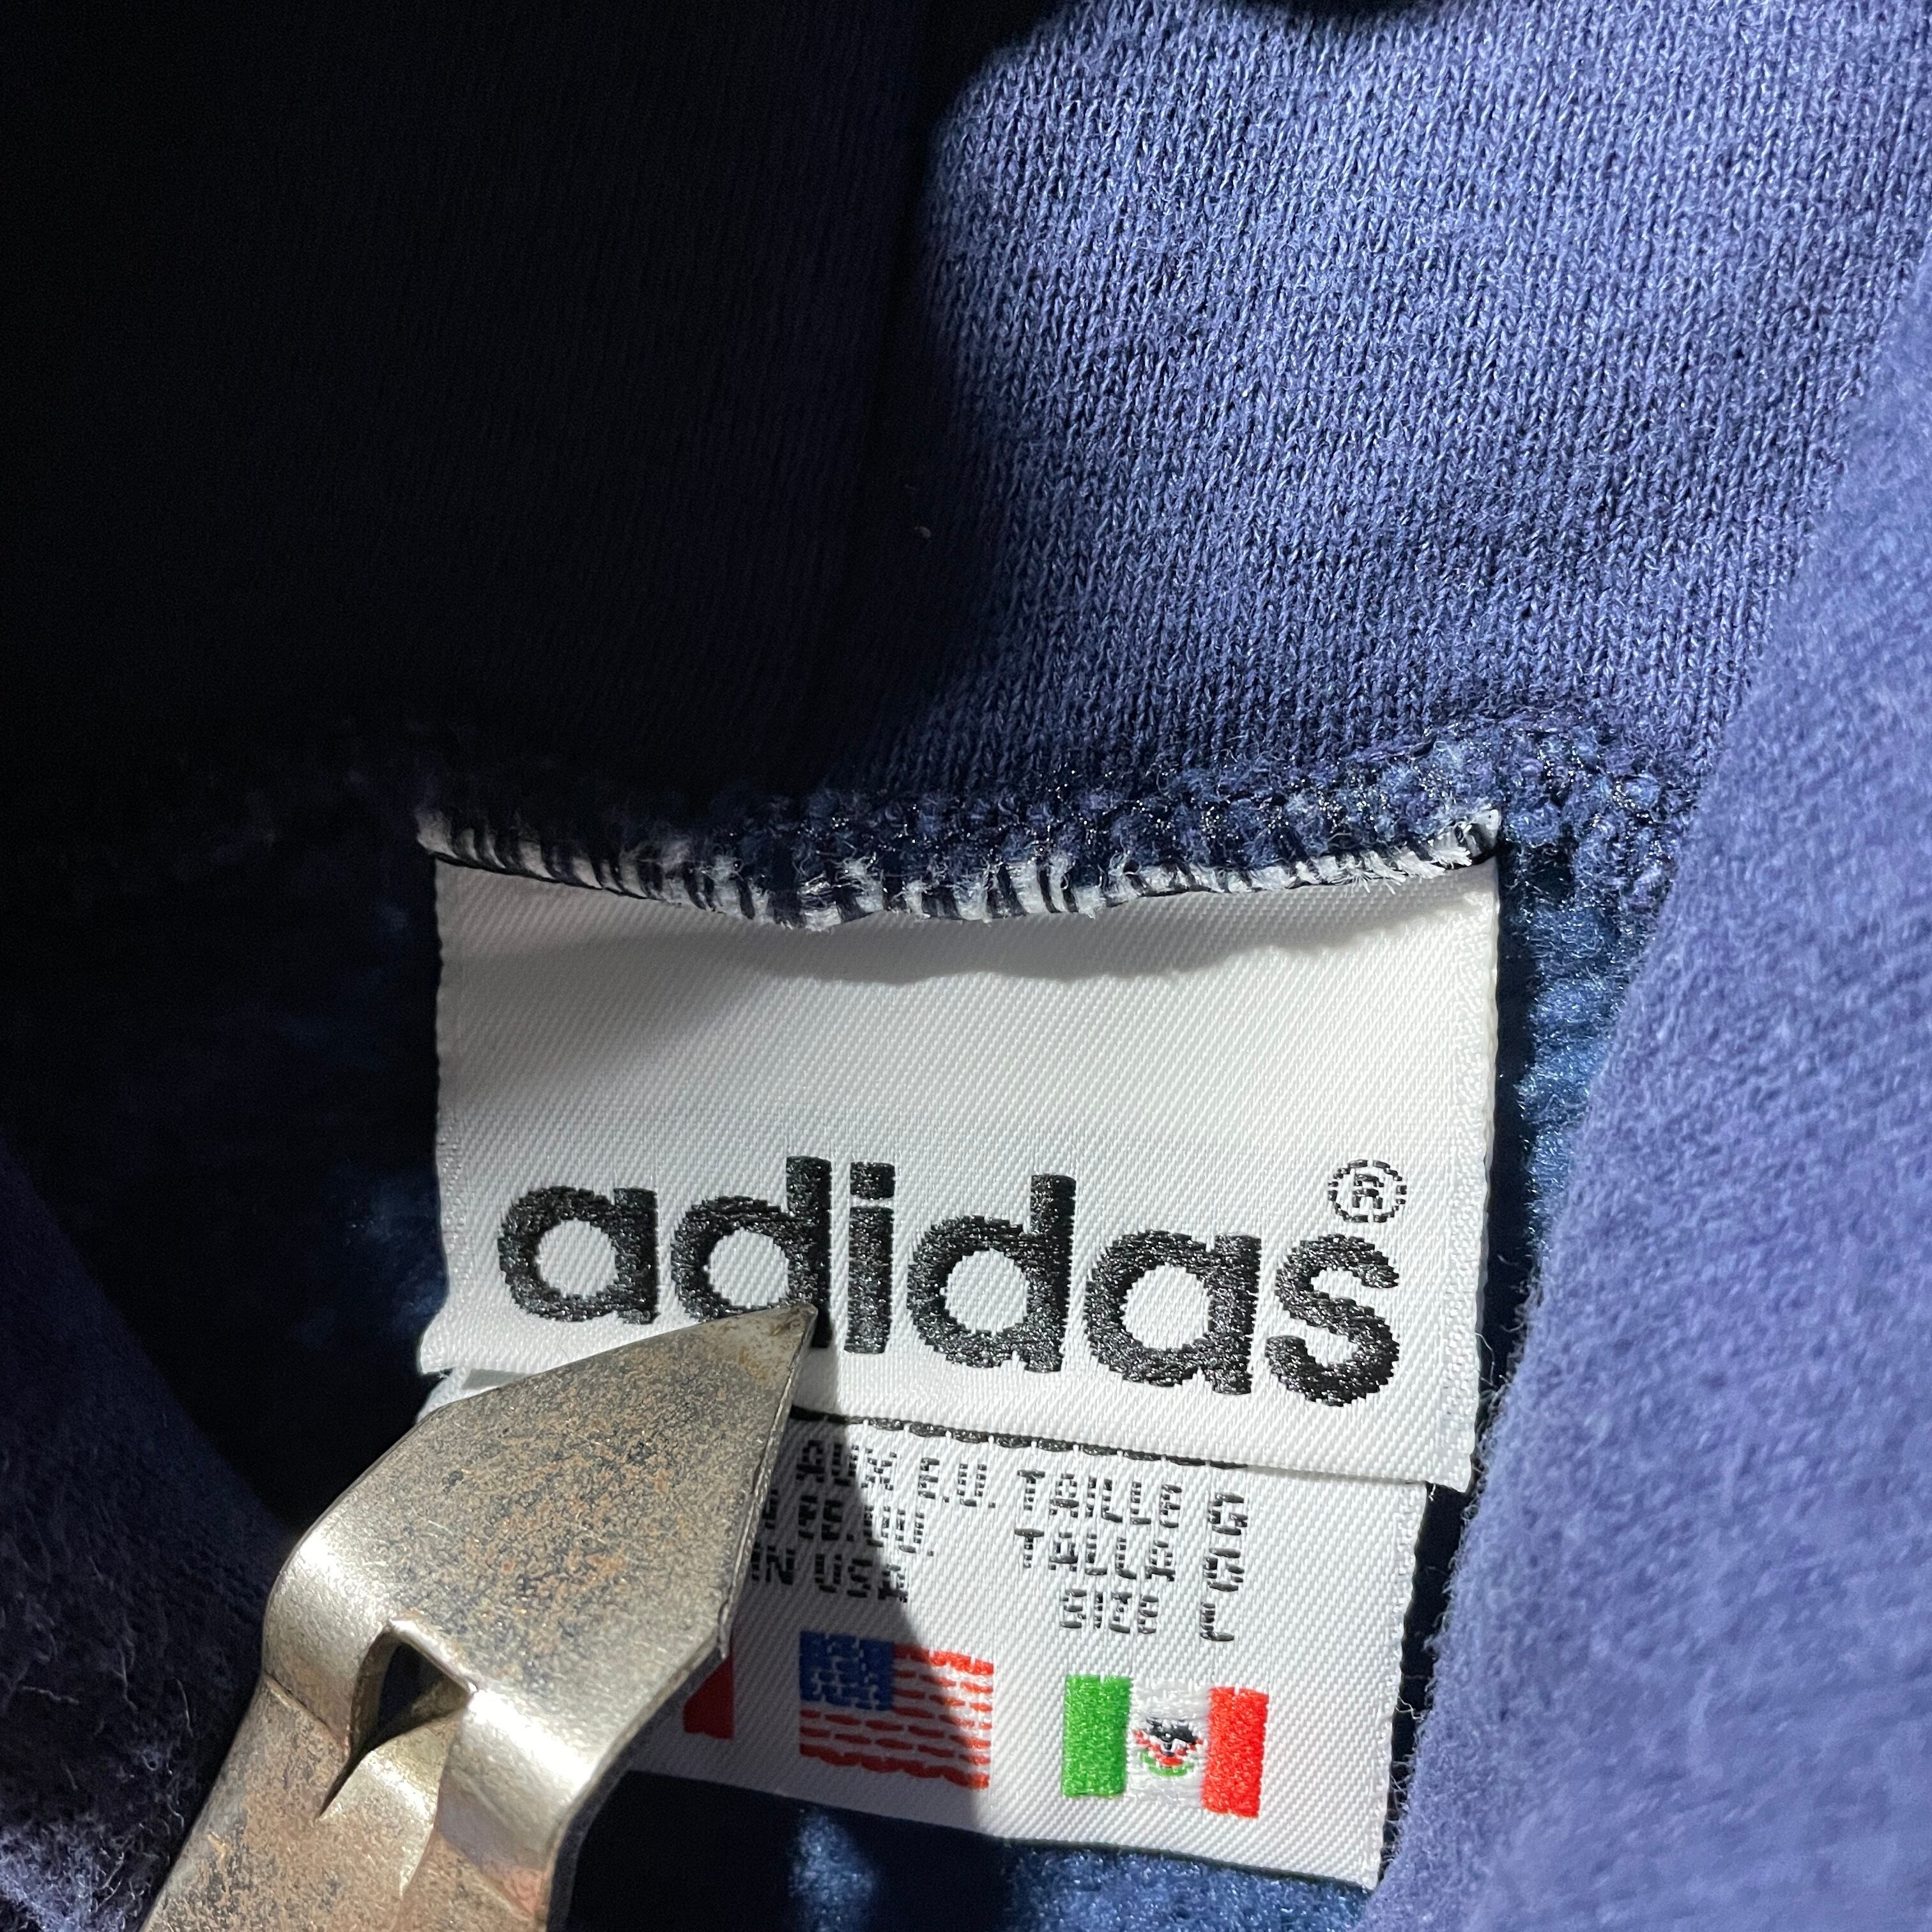 adidas®
AUX E.U. TAILLE G
EE.UU. TALLA G
IN USA SIZE L